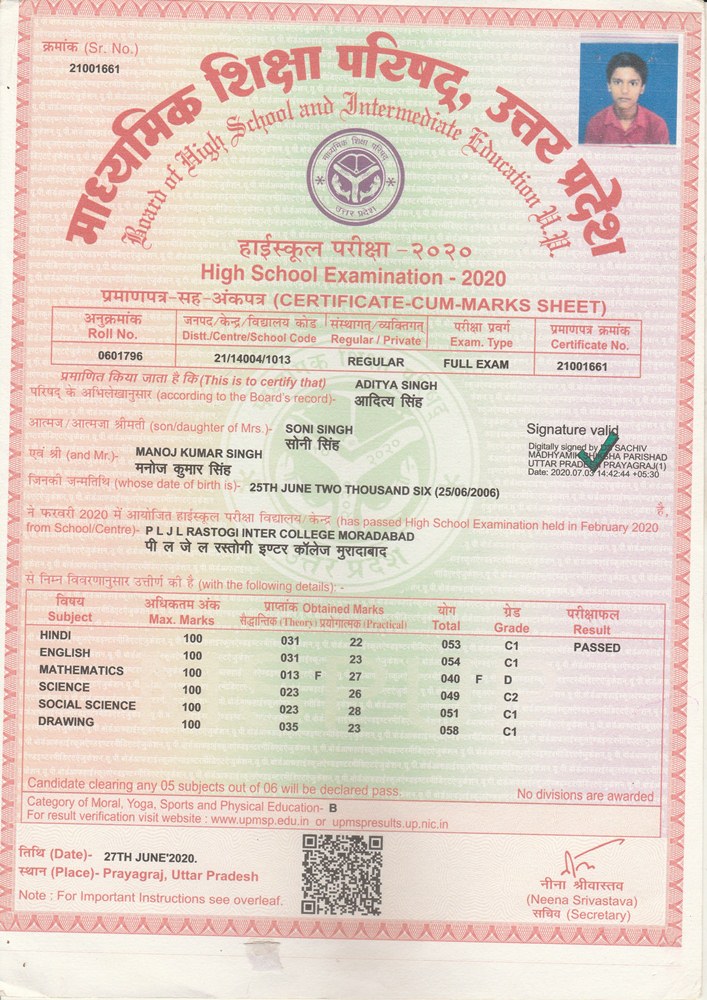 क्रमांक (Sr. No.)
21001661
माध्यमिक शिक्षा परिषद्, उत्तर प्रदेश
Board of High School and Intermediate Education U.P.
माध्यमिक शिक्षा परिषद्
उत्तर प्रदेश
हाईस्कूल परीक्षा - २०२०
High School Examination - 2020
प्रमाणपत्र-सह-अंकपत्र (CERTIFICATE-CUM-MARKS SHEET)
अनुक्रमांक जनपद/केन्द्र/विद्यालय कोड संस्थागत/व्यक्तिगत परीक्षा प्रवर्ग प्रमाणपत्र क्रमांक
Roll No. Distt./Centre/School Code Regular / Private Exam. Type Certificate No.
0601796 21/14004/1013 REGULAR FULL EXAM 21001661
प्रमाणित किया जाता है कि (This is to certify that) ADITYA SINGH
परिषद् के अभिलेखानुसार (according to the Board's record)- आदित्य सिंह
आत्मज/आत्मजा श्रीमती (son/daughter of Mrs.)- SONI SINGH
सोनी सिंह
एवं श्री (and Mr.)- MANOJ KUMAR SINGH
मनोज कुमार सिंह
Signature valid
Digitally signed by SACHIV
MADHYAMIK PARISHAD
UTTAR PRADESH PRAYAGRAJ(1)
Date: 2020.07.03 14:42:44 +05:30
जिनकी जन्मतिथि (whose date of birth is)- 25TH JUNE TWO THOUSAND SIX (25/06/2006) है,
ने फरवरी 2020 में आयोजित हाईस्कूल परीक्षा विद्यालय/केन्द्र (has passed High School Examination held in February 2020
from School/Centre)- P L J L RASTOGI INTER COLLEGE MORADABAD
पी ल जे ल रस्तोगी इण्टर कॉलेज मुरादाबाद
से निम्न विवरणानुसार उत्तीर्ण की है (with the following details): -
विषय अधिकतम अंक प्राप्तांक Obtained Marks योग ग्रेड परीक्षाफल
Subject Max. Marks सैद्धान्तिक (Theory) प्रयोगात्मक (Practical) Total Grade Result
HINDI 100 031 22 053 C1 PASSED
ENGLISH 100 031 23 054 C1
MATHEMATICS 100 013 F 27 040 F D
SCIENCE 100 023 26 049 C2
SOCIAL SCIENCE 100 023 28 051 C1
DRAWING 100 035 23 058 C1
Candidate clearing any 05 subjects out of 06 will be declared pass. No divisions are awarded
Category of Moral, Yoga, Sports and Physical Education- B
For result verification visit website : www.upmsp.edu.in or upmspresults.up.nic.in
तिथि (Date)- 27TH JUNE'2020.
स्थान (Place)- Prayagraj, Uttar Pradesh
Note : For Important Instructions see overleaf.
नीना श्रीवास्तव
(Neena Srivastava)
सचिव (Secretary)